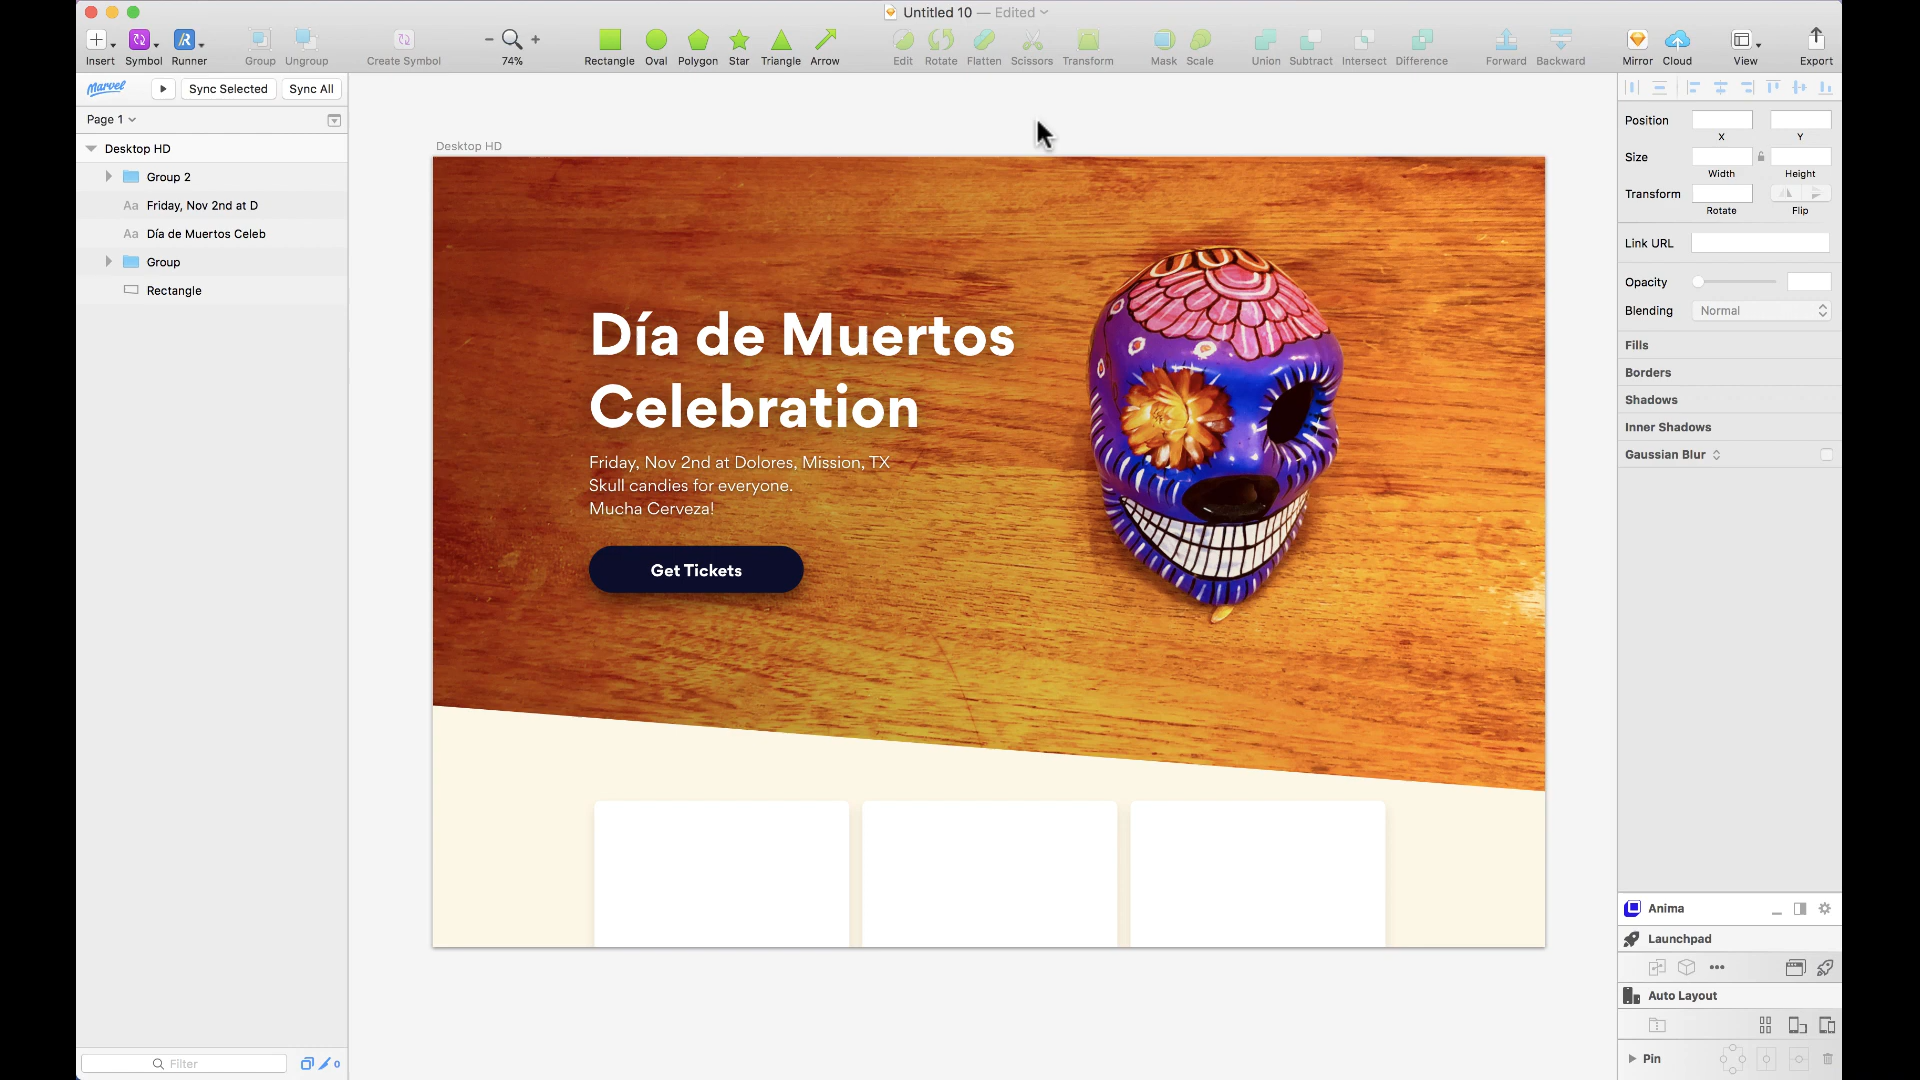 Untitled 10 — Edited
Insert
Symbol
Runner
Group
Ungroup
Create Symbol
74%
Rectangle
Oval
Polygon
Star
Triangle
Arrow
Edit
Rotate
Flatten
Scissors
Transform
Mask
Scale
Union
Subtract
Intersect
Difference
Forward
Backward
Mirror
Cloud
View
Export
Marvel
Sync Selected
Sync All
Page 1
Desktop HD
Group 2
Aa Friday, Nov 2nd at D
Aa Día de Muertos Celeb
Group
Rectangle
Filter
0
Desktop HD
Día de Muertos
Celebration
Friday, Nov 2nd at Dolores, Mission, TX
Skull candies for everyone.
Mucha Cerveza!
Get Tickets
Position
X
Y
Size
Width
Height
Transform
Rotate
Flip
Link URL
Opacity
Blending
Normal
Fills
Borders
Shadows
Inner Shadows
Gaussian Blur
Anima
Launchpad
Auto Layout
Pin